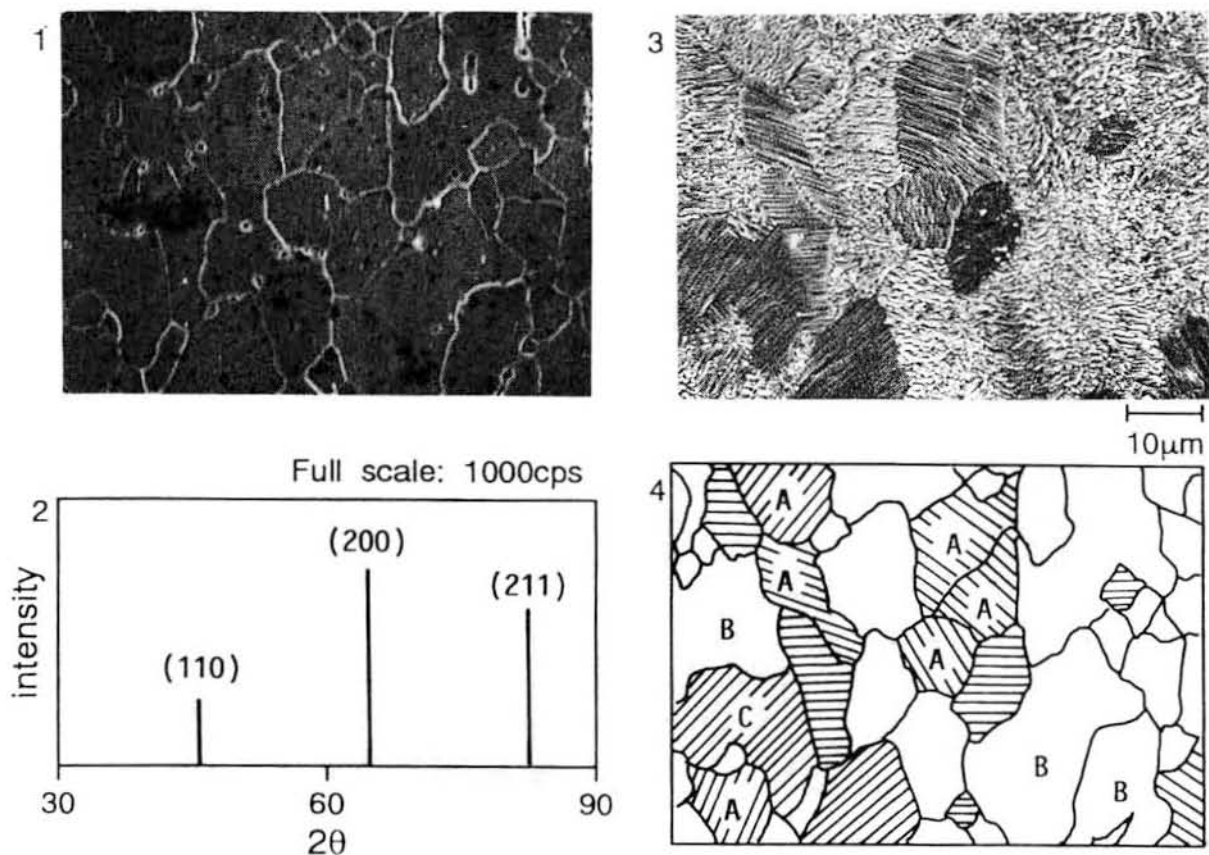 1
3
10μm
Full scale: 1000cps
2
(200)
(211)
(110)
intensity
30
60
90
2θ
4
A
A
A
A
B
A
C
B
B
A